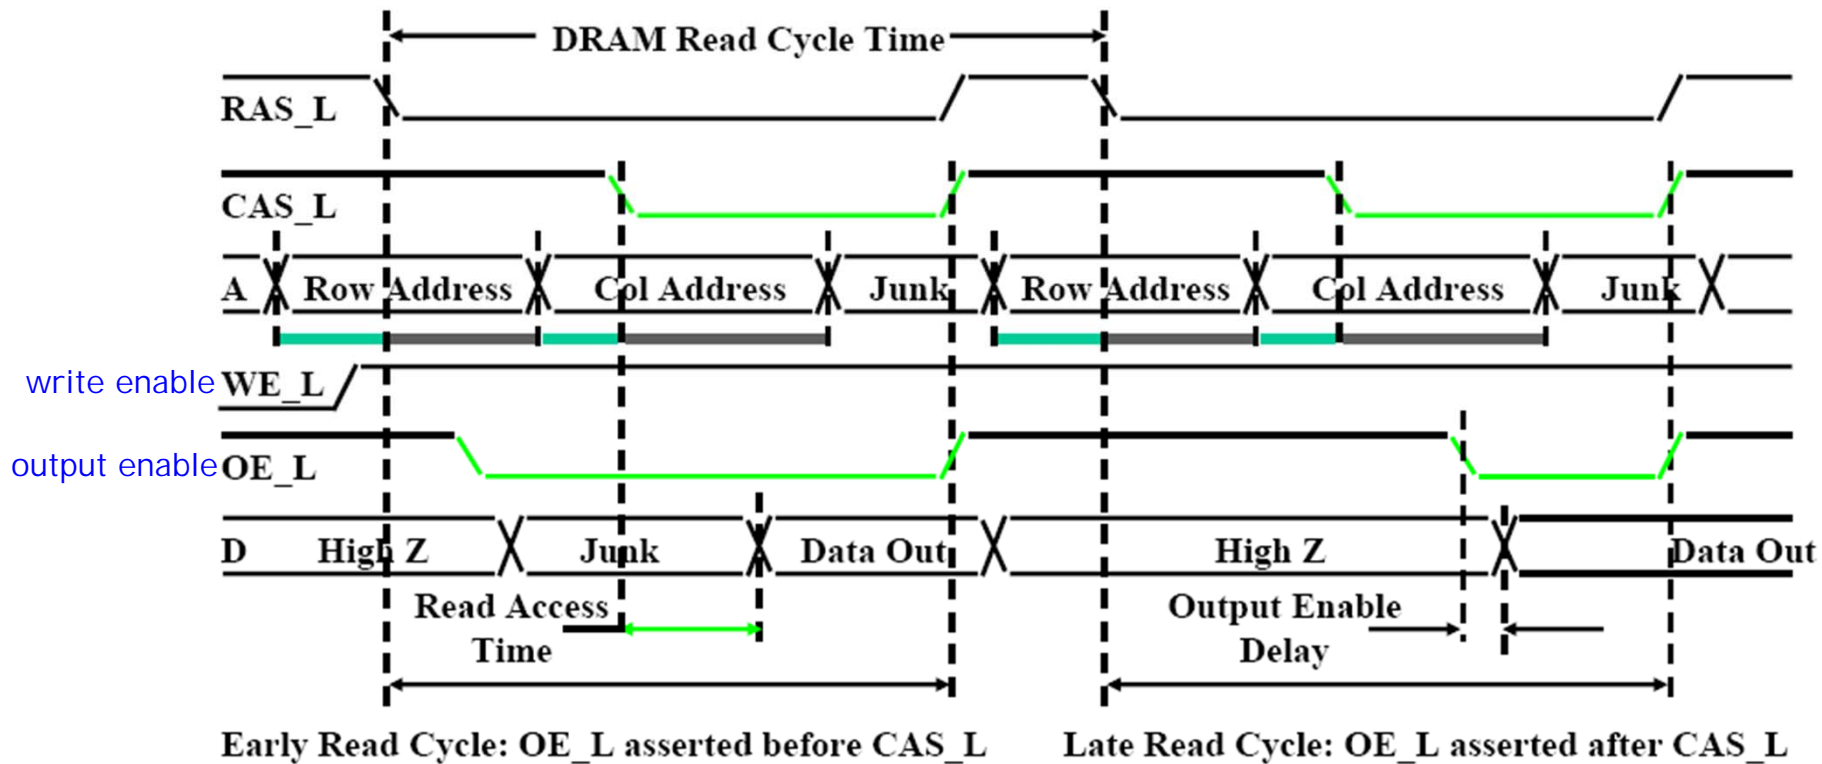 DRAM Read Cycle Time
RAS_L
CAS_L
A Row Address Col Address Junk Row Address Col Address Junk
write enable WE_L
output enable OE_L
D High Z Junk Data Out High Z Data Out
Read Access Output Enable
Time Delay
Early Read Cycle: OE_L asserted before CAS_L Late Read Cycle: OE_L asserted after CAS_L